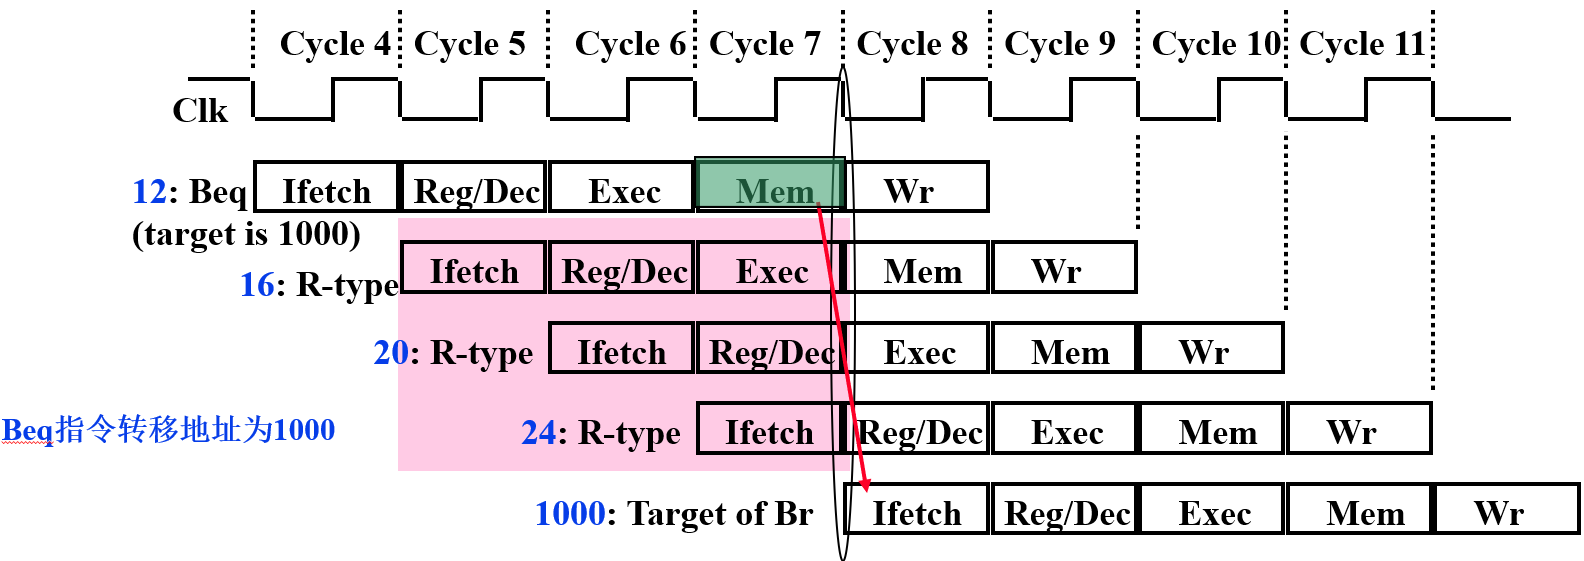 Cycle 4 Cycle 5 Cycle 6 Cycle 7 Cycle 8 Cycle 9 Cycle 10 Cycle 11
Clk
12: Beq Ifetch Reg/Dec Exec Mem Wr
(target is 1000)
16: R-type Ifetch Reg/Dec Exec Mem Wr
20: R-type Ifetch Reg/Dec Exec Mem Wr
Beq指令转移地址为1000
24: R-type Ifetch Reg/Dec Exec Mem Wr
1000: Target of Br Ifetch Reg/Dec Exec Mem Wr